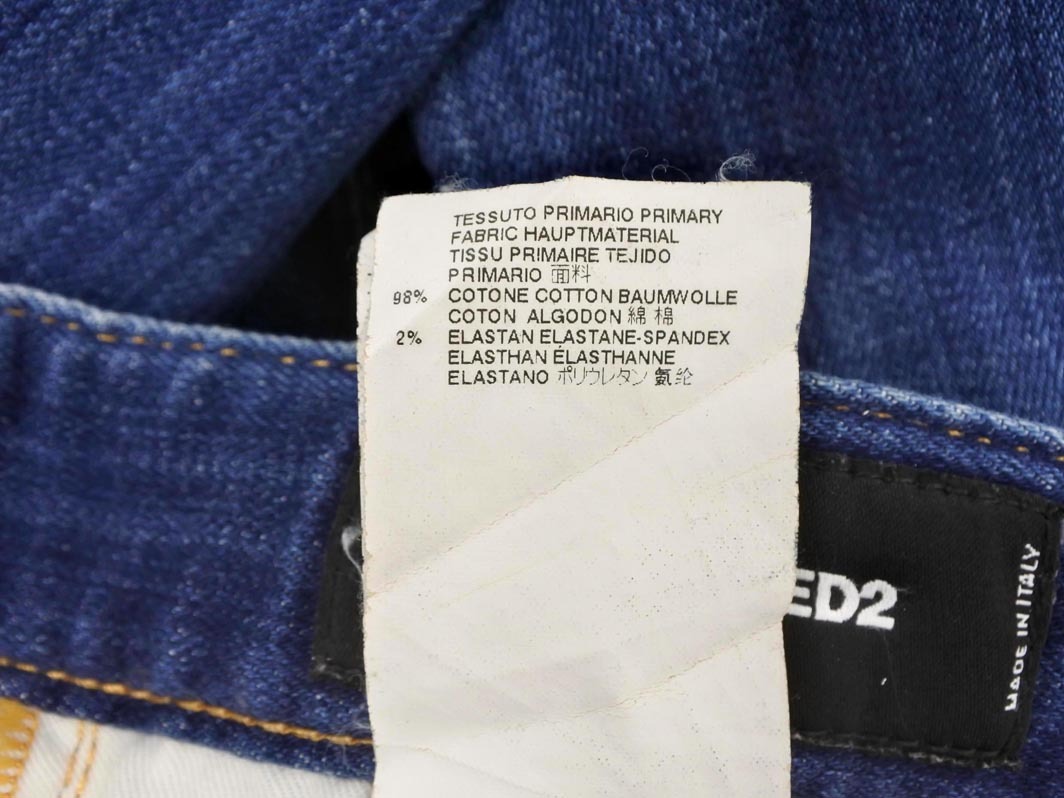 TESSUTO PRIMARIO PRIMARY
FABRIC HAUPTMATERIAL
TISSU PRIMAIRE TEJIDO
PRIMARIO 面料
98% COTONE COTTON BAUMWOLLE
COTON ALGODON 綿 棉
2% ELASTAN ELASTANE-SPANDEX
ELASTHAN ÉLASTHANNE
ELASTANO ポリウレタン 氨纶
ED2
MADE IN ITALY